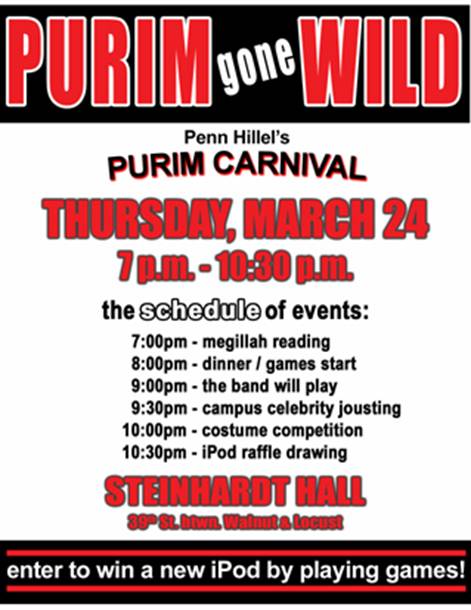 PURIM gone WILD
Penn Hillel's
PURIM CARNIVAL
THURSDAY, MARCH 24
7 p.m. - 10:30 p.m.
the schedule of events:
7:00pm - megillah reading
8:00pm - dinner / games start
9:00pm - the band will play
9:30pm - campus celebrity jousting
10:00pm - costume competition
10:30pm - iPod raffle drawing
STEINHARDT HALL
39th St. btwn. Walnut & Locust
enter to win a new iPod by playing games!